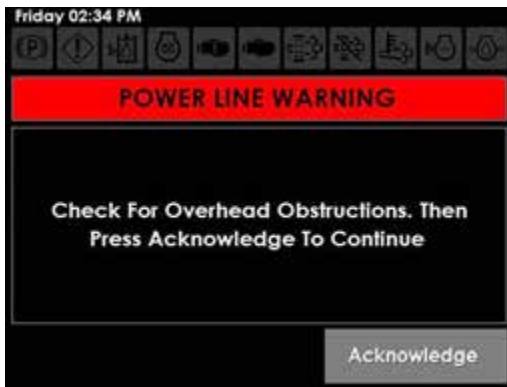 Friday 02:34 PM
POWER LINE WARNING
Check For Overhead Obstructions. Then
Press Acknowledge To Continue
Acknowledge